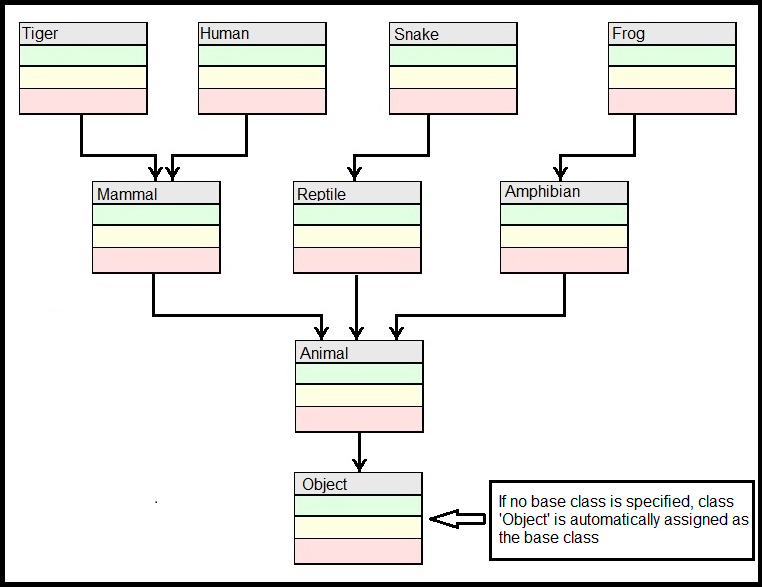 Tiger
Human
Snake
Frog
Mammal
Reptile
Amphibian
Animal
Object
If no base class is specified, class
'Object' is automatically assigned as
the base class